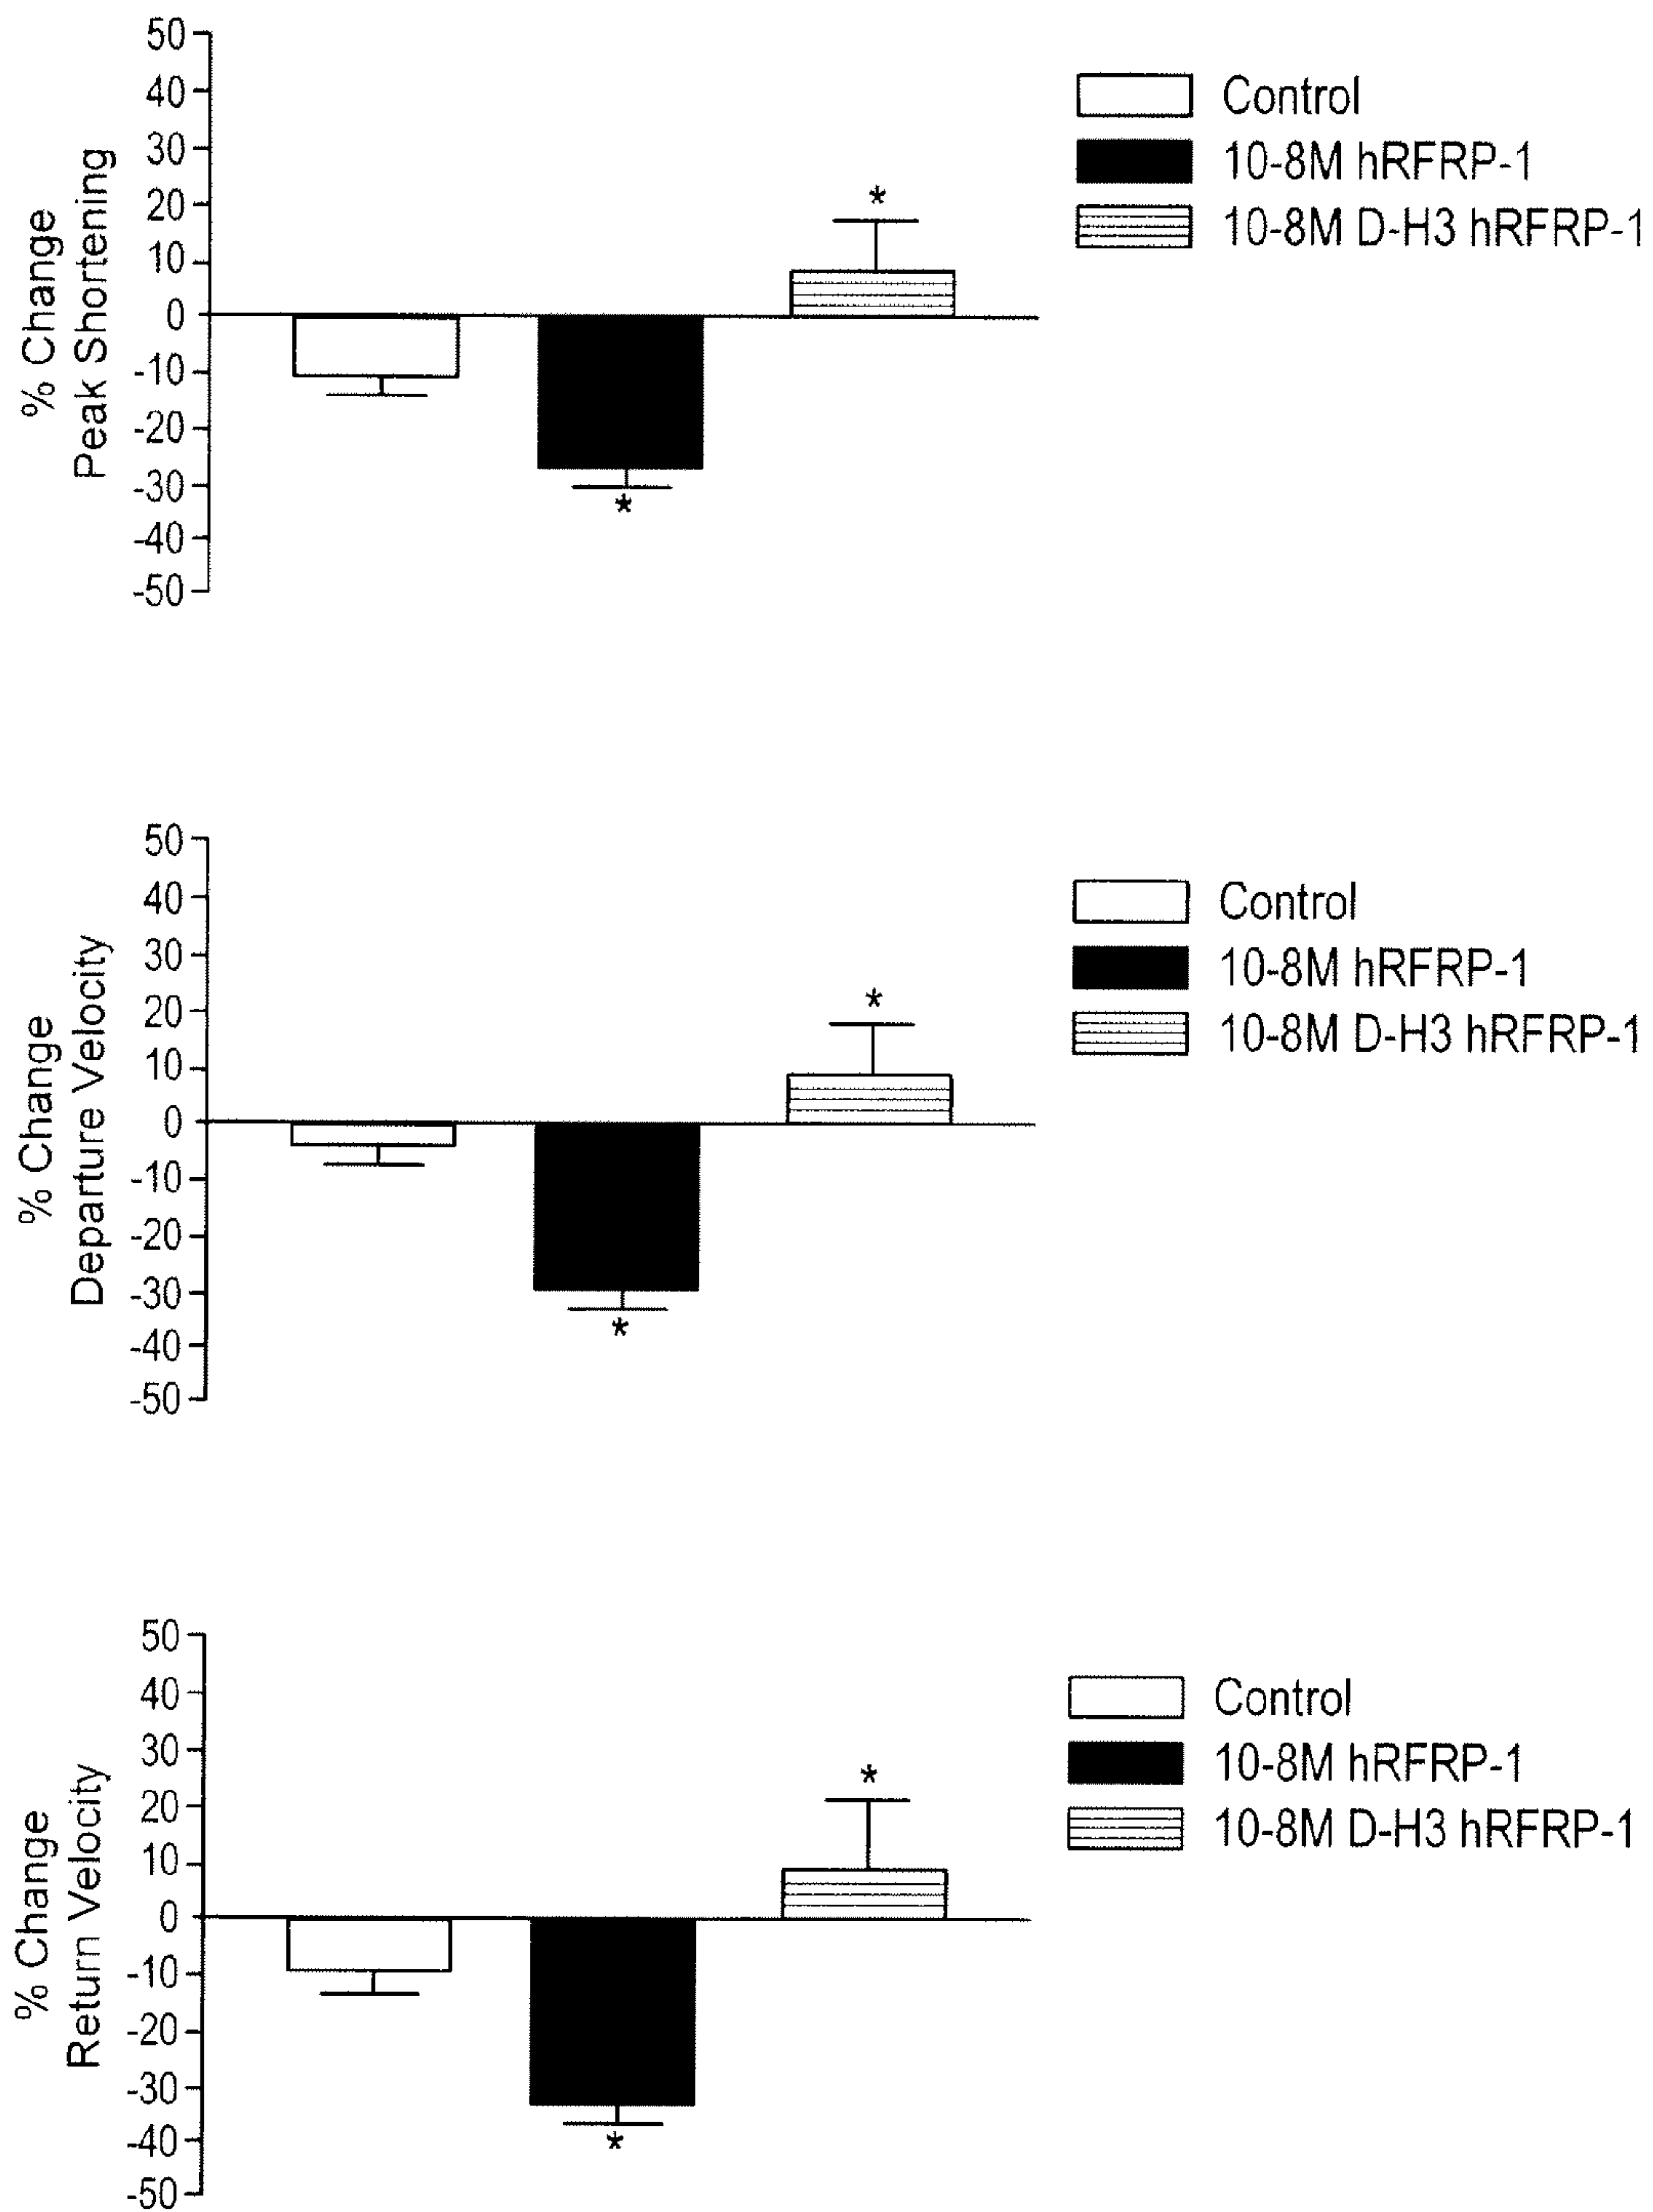 50
40
30
20
10
0
-10
-20
-30
-40
-50
% Change
Peak Shortening
*
*
Control
10-8M hRFRP-1
10-8M D-H3 hRFRP-1
50
40
30
20
10
0
-10
-20
-30
-40
-50
% Change
Departure Velocity
*
*
Control
10-8M hRFRP-1
10-8M D-H3 hRFRP-1
50
40
30
20
10
0
-10
-20
-30
-40
-50
% Change
Return Velocity
*
*
Control
10-8M hRFRP-1
10-8M D-H3 hRFRP-1